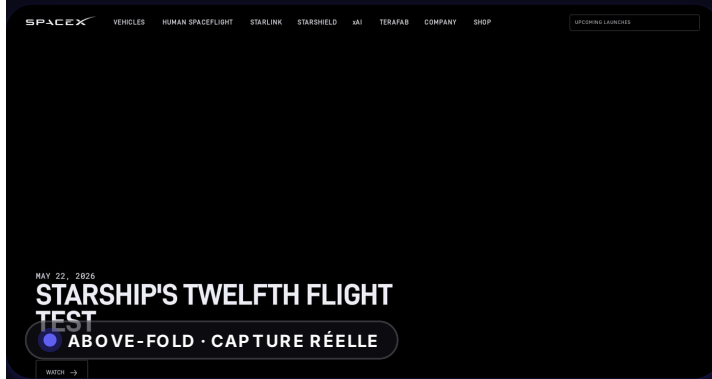 SPACEX
VEHICLES HUMAN SPACEFLIGHT STARLINK STARSHIELD xAI TERAFAB COMPANY SHOP
UPCOMING LAUNCHES
MAY 22, 2026
STARSHIP'S TWELFTH FLIGHT
TEST
ABOVE-FOLD · CAPTURE RÉELLE
WATCH →